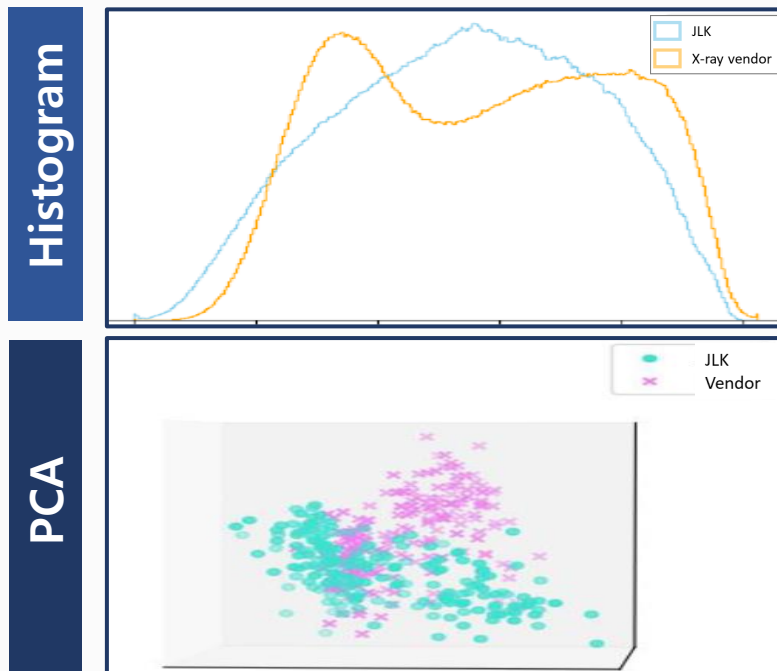 Histogram
JLK
X-ray vendor
PCA
JLK
Vendor